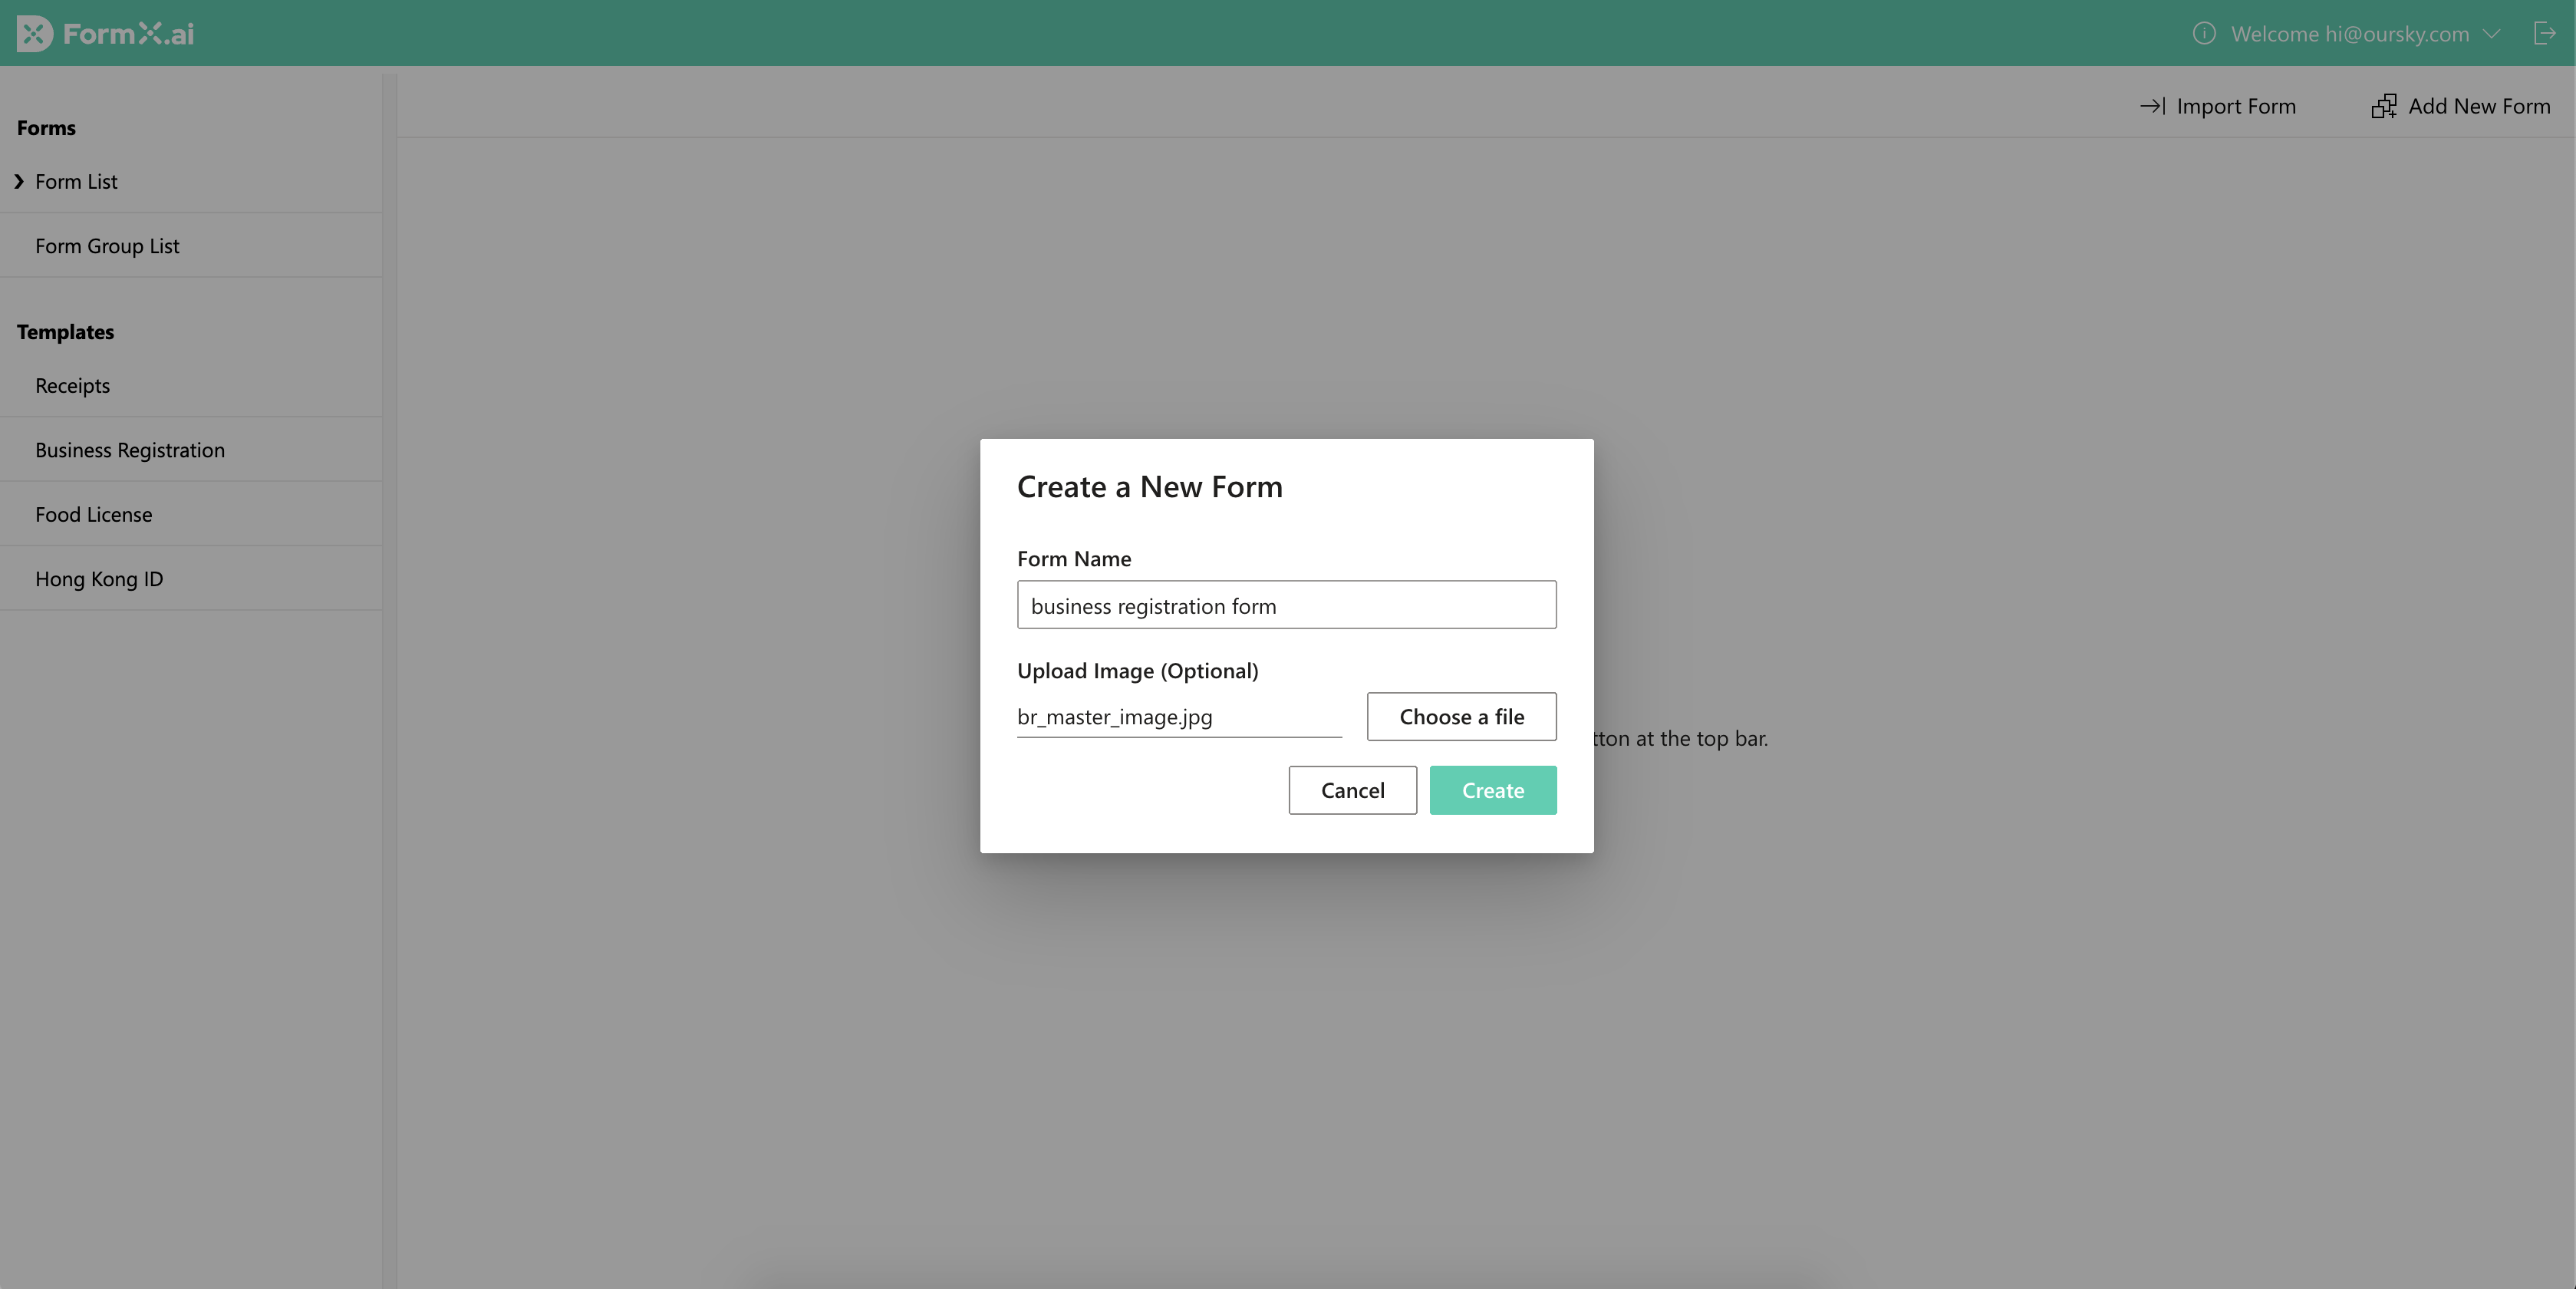 FormX.ai
Welcome hi@oursky.com
Import Form
Add New Form
Forms
Form List
Form Group List
Templates
Receipts
Business Registration
Food License
Hong Kong ID
Create a New Form
Form Name
business registration form
Upload Image (Optional)
br_master_image.jpg
Choose a file
at the top bar.
Cancel
Create